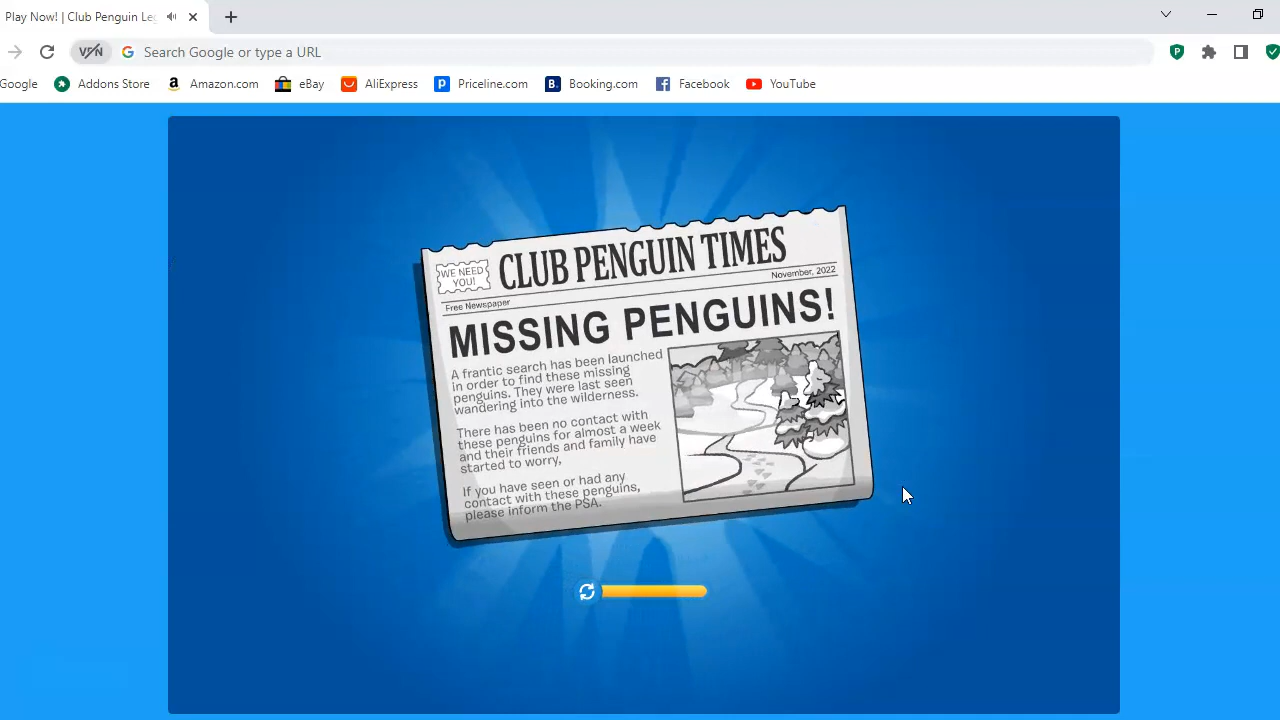 Play Now! | Club Penguin Le
VPN
Search Google or type a URL
Google
Addons Store
Amazon.com
eBay
AliExpress
Priceline.com
Booking.com
Facebook
YouTube
WE NEED
YOU!
CLUB PENGUIN TIMES
Free Newspaper
November, 2022
MISSING PENGUINS!
A frantic search has been launched
in order to find these missing
penguins. They were last seen
wandering into the wilderness.
There has been no contact with
these penguins for almost a week
and their friends and family have
started to worry,
If you have seen or had any
contact with these penguins,
please inform the PSA.